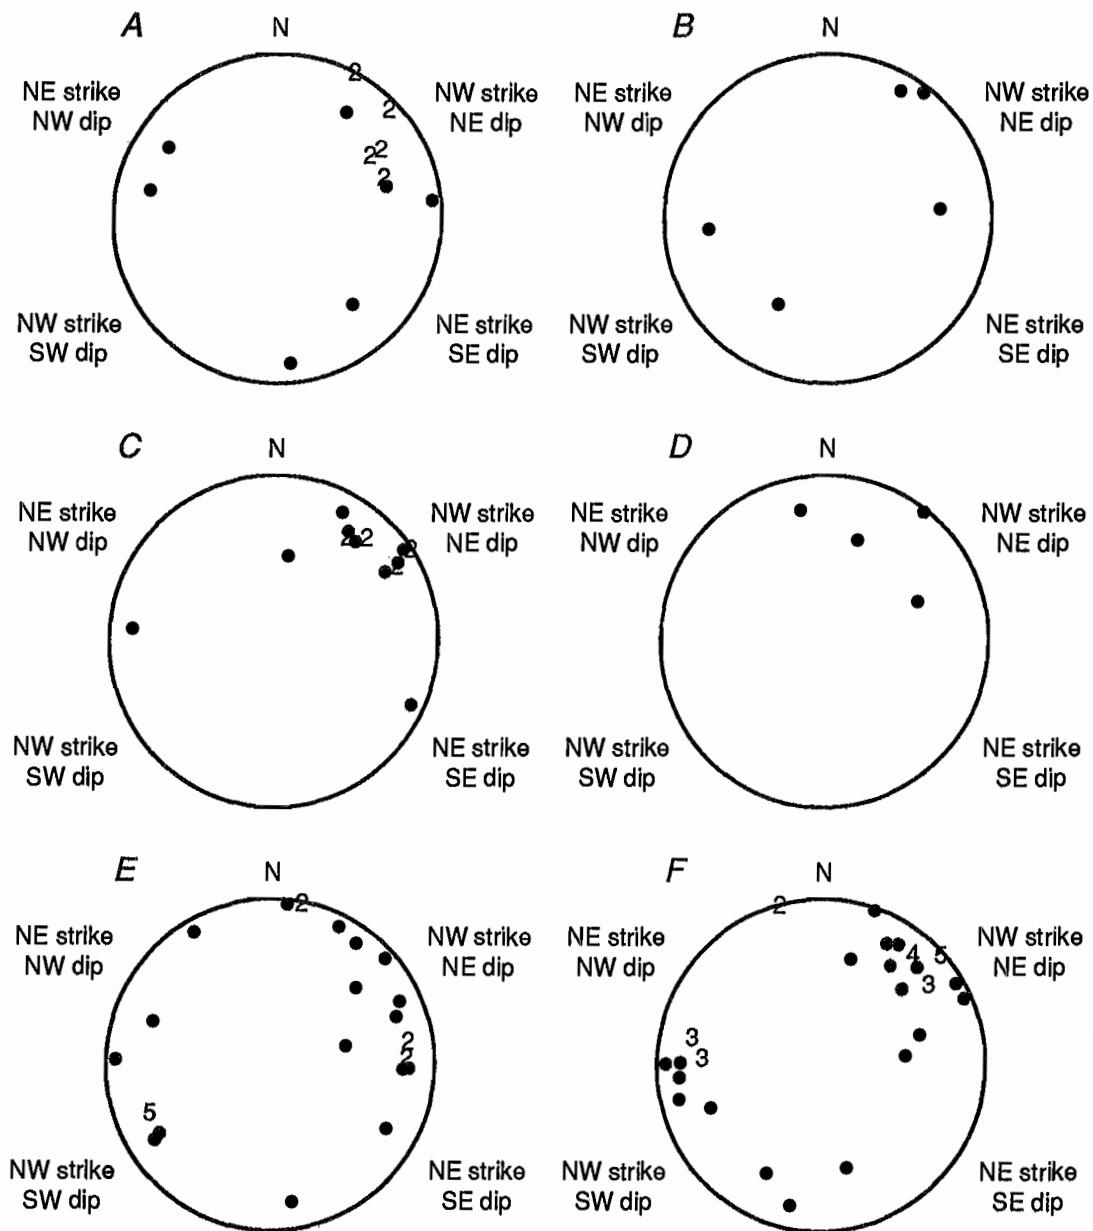 A
N
B
N
2
NE strike
NW dip
2
NW strike
NE dip
NE strike
NW dip
NW strike
NE dip
22
2
NW strike
SW dip
NE strike
SE dip
NW strike
SW dip
NE strike
SE dip
C
N
D
N
NE strike
NW dip
NW strike
NE dip
NE strike
NW dip
NW strike
NE dip
2 2
2
2
NW strike
SW dip
NE strike
SE dip
NW strike
SW dip
NE strike
SE dip
E
N
F
N
2
2
NE strike
NW dip
NW strike
NE dip
NE strike
NW dip
NW strike
NE dip
4 5
3
2
2
3
3
5
NW strike
SW dip
NE strike
SE dip
NW strike
SW dip
NE strike
SE dip